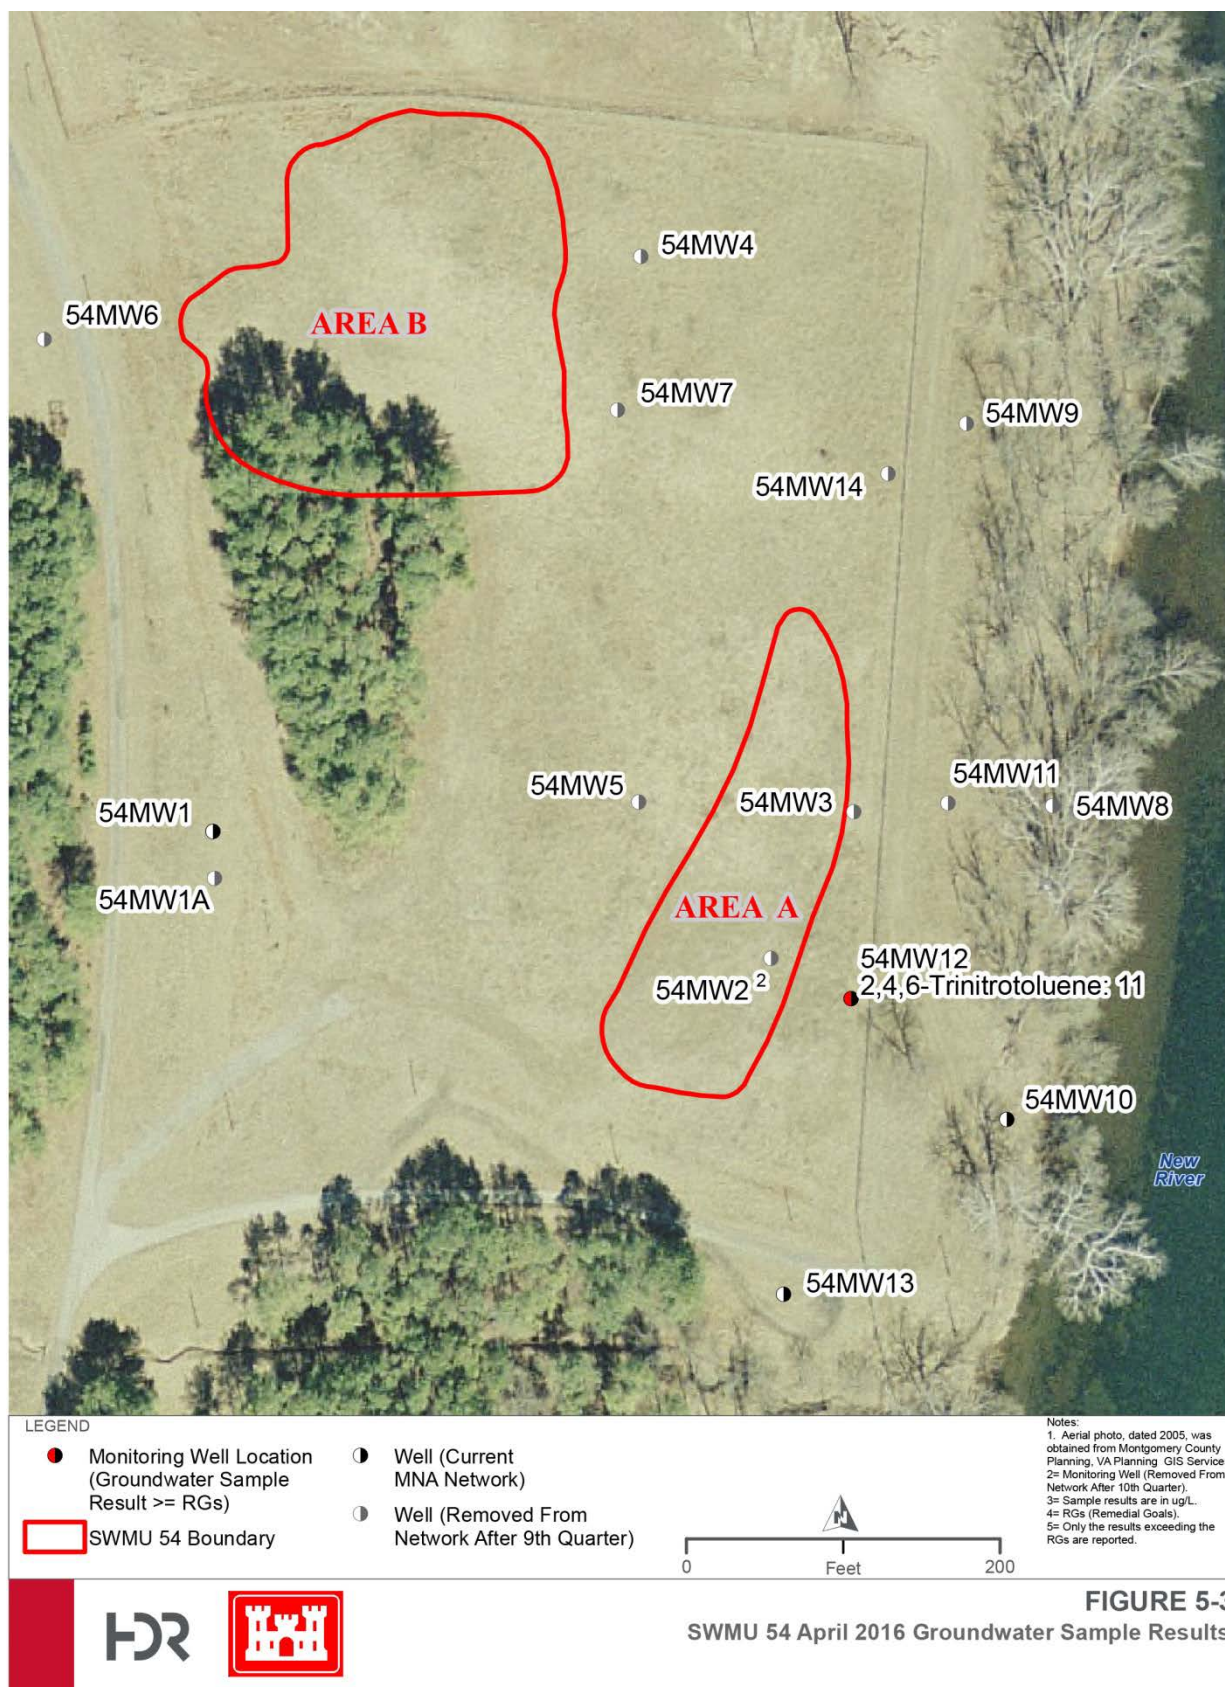 54MW4
54MW6
AREA B
54MW7
54MW9
54MW14
54MW5
54MW3
54MW11
54MW8
54MW1
54MW1A
AREA A
54MW2 2
54MW12
2,4,6-Trinitrotoluene: 11
54MW10
New
River
54MW13
LEGEND
Monitoring Well Location
(Groundwater Sample
Result >= RGs)
SWMU 54 Boundary
Well (Current
MNA Network)
Well (Removed From
Network After 9th Quarter)
N
0
200
Feet
Notes:
1. Aerial photo, dated 2005, was
obtained from Montgomery County
Planning, VA Planning GIS Service
2= Monitoring Well (Removed From
Network After 10th Quarter).
3= Sample results are in ug/L.
4= RGs (Remedial Goals).
5= Only the results exceeding the
RGs are reported.
HDR
FIGURE 5-3
SWMU 54 April 2016 Groundwater Sample Results